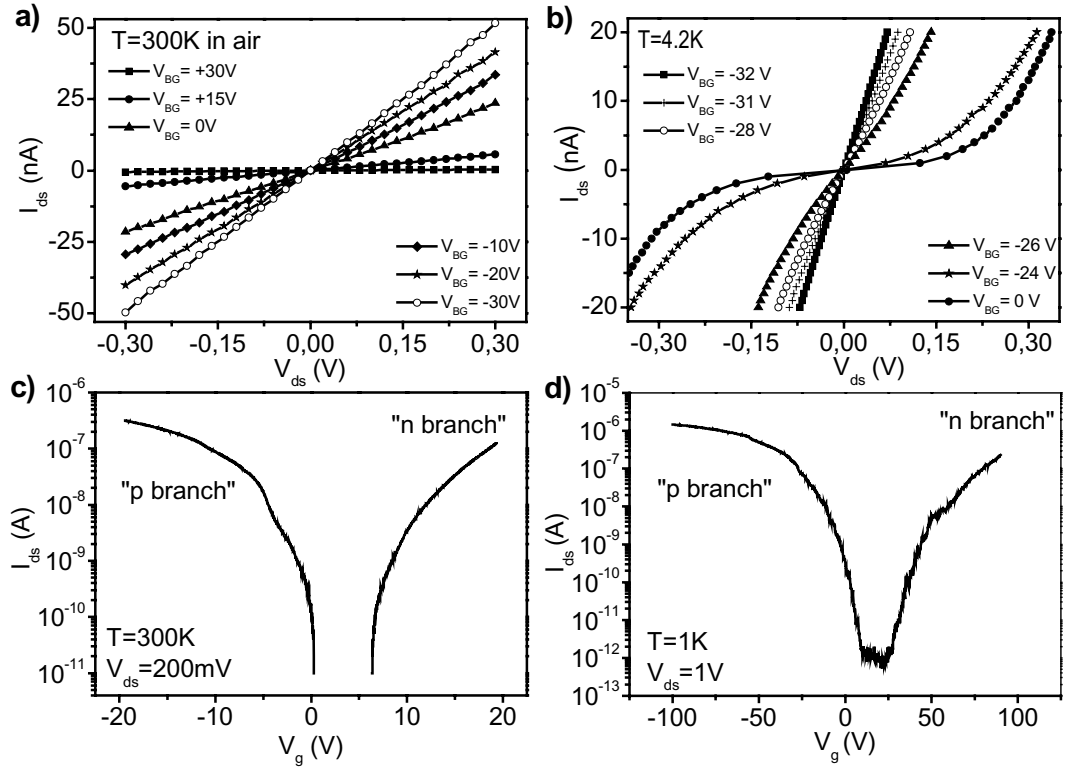 a)
T=300K in air
V_BG= +30V
V_BG= +15V
V_BG= 0V
V_BG= -10V
V_BG= -20V
V_BG= -30V
I_ds (nA)
50
25
0
-25
-50
-0,30 -0,15 0,00 0,15 0,30
V_ds (V)
b)
T=4.2K
V_BG= -32 V
V_BG= -31 V
V_BG= -28 V
V_BG= -26 V
V_BG= -24 V
V_BG= 0 V
I_ds (nA)
20
10
0
-10
-20
-0,30 -0,15 0,00 0,15 0,30
V_ds (V)
c)
"n branch"
"p branch"
T=300K
V_ds=200mV
I_ds (A)
10^-6
10^-7
10^-8
10^-9
10^-10
10^-11
-20 -10 0 10 20
V_g (V)
d)
"n branch"
"p branch"
T=1K
V_ds=1V
I_ds (A)
10^-5
10^-6
10^-7
10^-8
10^-9
10^-10
10^-11
10^-12
10^-13
-100 -50 0 50 100
V_g (V)